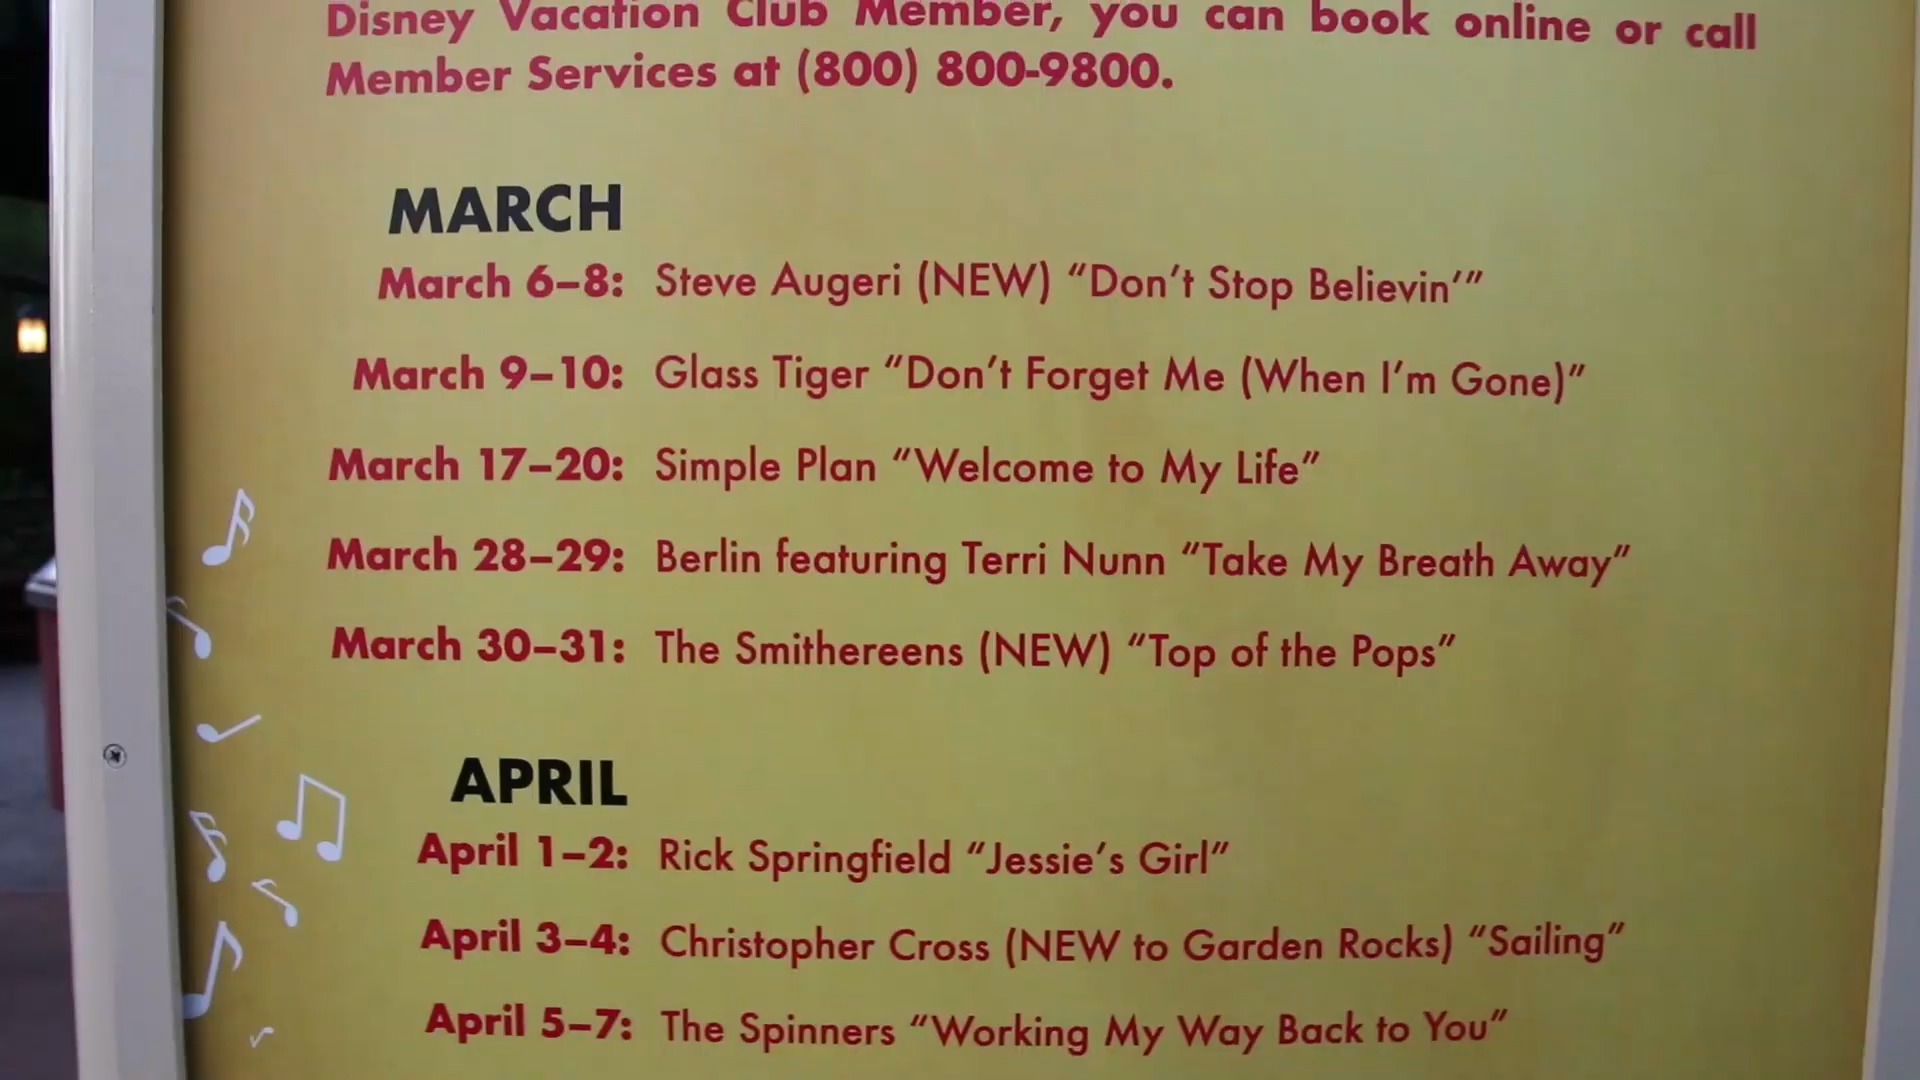 Disney Vacation Club Member, you can book online or call
Member Services at (800) 800-9800.
MARCH
March 6–8: Steve Augeri (NEW) “Don’t Stop Believin‘”
March 9–10: Glass Tiger “Don’t Forget Me (When I’m Gone)”
March 17–20: Simple Plan “Welcome to My Life”
March 28–29: Berlin featuring Terri Nunn “Take My Breath Away”
March 30–31: The Smithereens (NEW) “Top of the Pops”
APRIL
April 1–2: Rick Springfield “Jessie’s Girl”
April 3–4: Christopher Cross (NEW to Garden Rocks) “Sailing”
April 5–7: The Spinners “Working My Way Back to You”